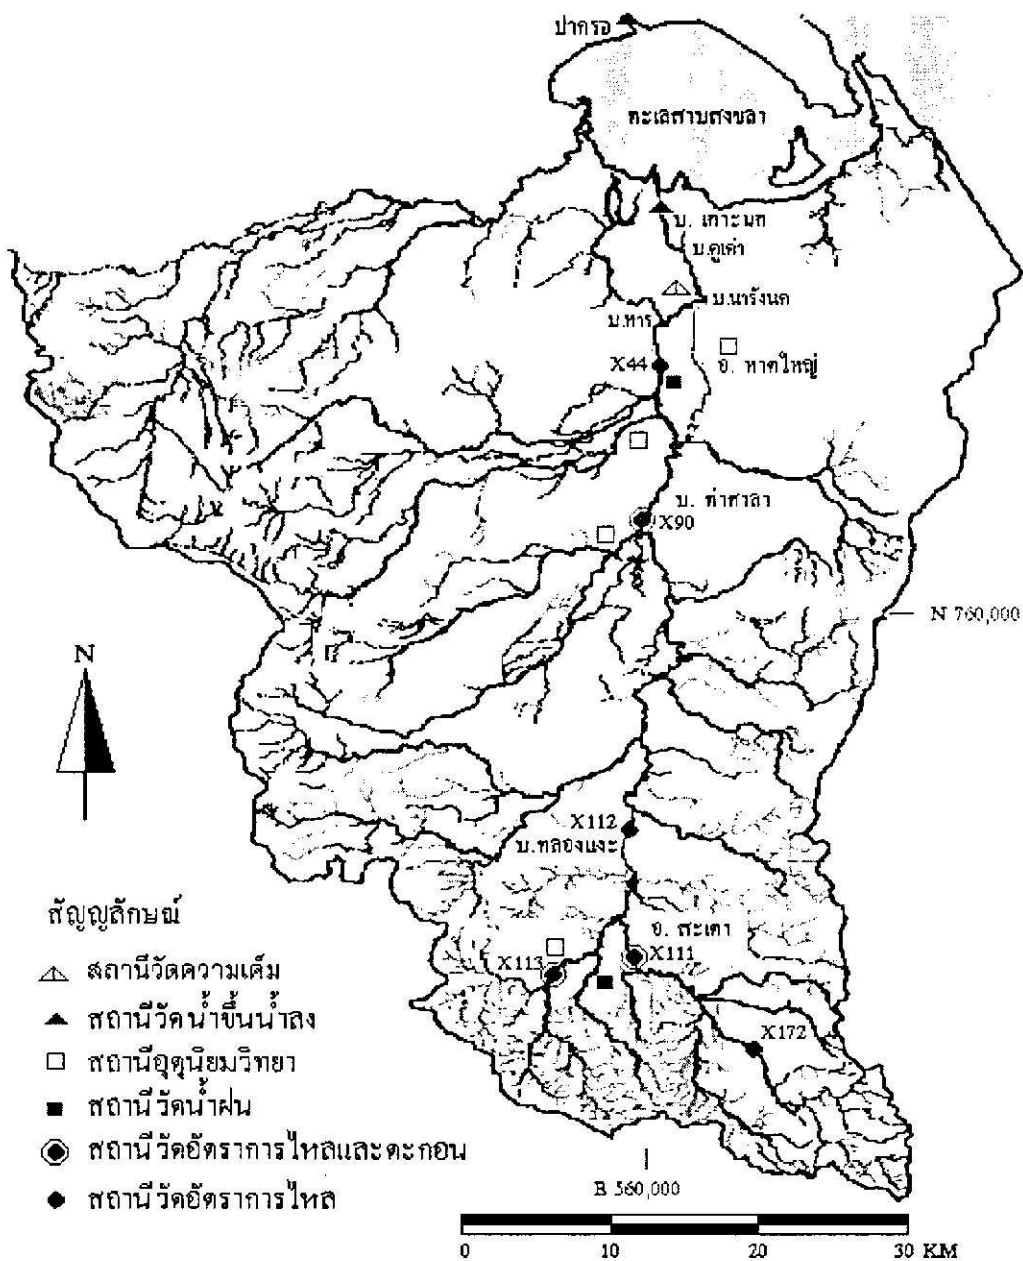 ปากรอ
ทะเลสาบสงขลา
บ. เกาะนก
บ.คูเต่า
บ.นารังนก
บ.หาร
X44
อ. หาดใหญ่
บ. ท่าศาลา
X90
N 760,000
N
X112
บ.คลองแงะ
สัญญลักษณ์
อ. สะเดา
X111
X113
สถานีวัดความเค็ม
สถานีวัดน้ำขึ้นน้ำลง
X172
สถานีอุตุนิยมวิทยา
สถานีวัดน้ำฝน
สถานีวัดอัตราการไหลและตะกอน
สถานีวัดอัตราการไหล
E 560,000
0 10 20 30 KM